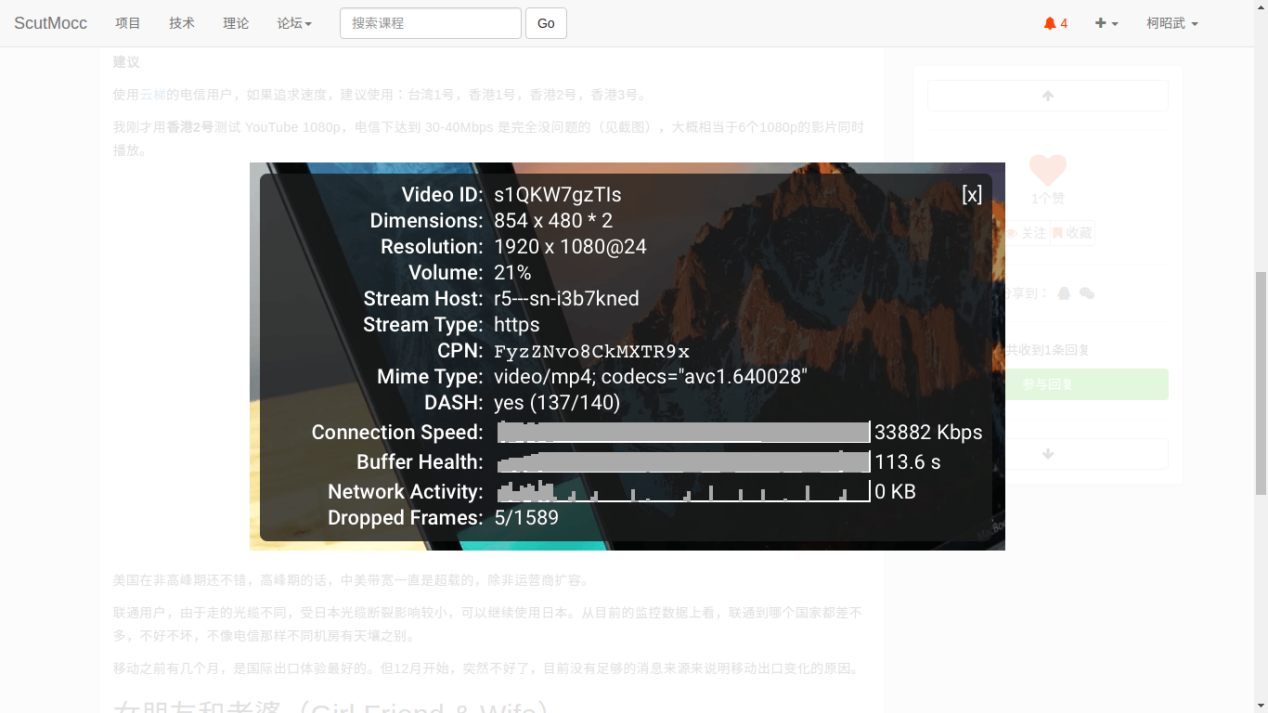 ScutMocc 项目 技术 理论 论坛 搜索课程 Go 4 柯昭武
建议
使用云梯的电信用户，如果追求速度，建议使用：台湾1号，香港1号，香港2号，香港3号。
我刚才用香港2号测试 YouTube 1080p，电信下达到 30-40Mbps 是完全没问题的（见截图），大概相当于6个1080p的影片同时
播放。
Video ID: s1QKW7gzTIs [x]
Dimensions: 854 x 480 * 2
Resolution: 1920 x 1080@24
Volume: 21%
Stream Host: r5---sn-i3b7kned
Stream Type: https
CPN: FyzZNvo8CkMXTR9x
Mime Type: video/mp4; codecs="avc1.640028"
DASH: yes (137/140)
Connection Speed: 33882 Kbps
Buffer Health: 113.6 s
Network Activity: 0 KB
Dropped Frames: 5/1589
美国在非高峰期还不错，高峰期的话，中美带宽一直是超载的，除非运营商扩容。
联通用户，由于走的光缆不同，受日本光缆断裂影响较小，可以继续使用日本。从目前的监控数据上看，联通到哪个国家都差不
多，不好不坏，不像电信那样不同机房有天壤之别。
移动之前有几个月，是国际出口体验最好的。但12月开始，突然不好了，目前没有足够的消息来源来说明移动出口变化的原因。
女朋友和老婆（Girl Friend & Wife）
1个赞
关注 收藏
分享到：
共收到1条回复
参与回复